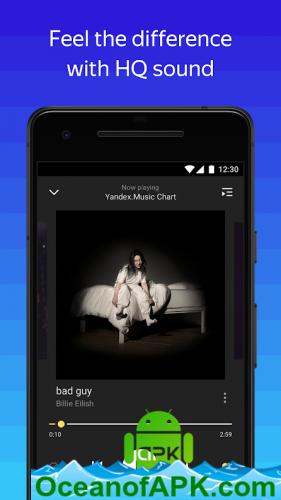 Feel the difference
with HQ sound
12:30
Now playing
Yandex.Music Chart
bad guy
Billie Eilish
0:10
2:59
OceanofAPK.com